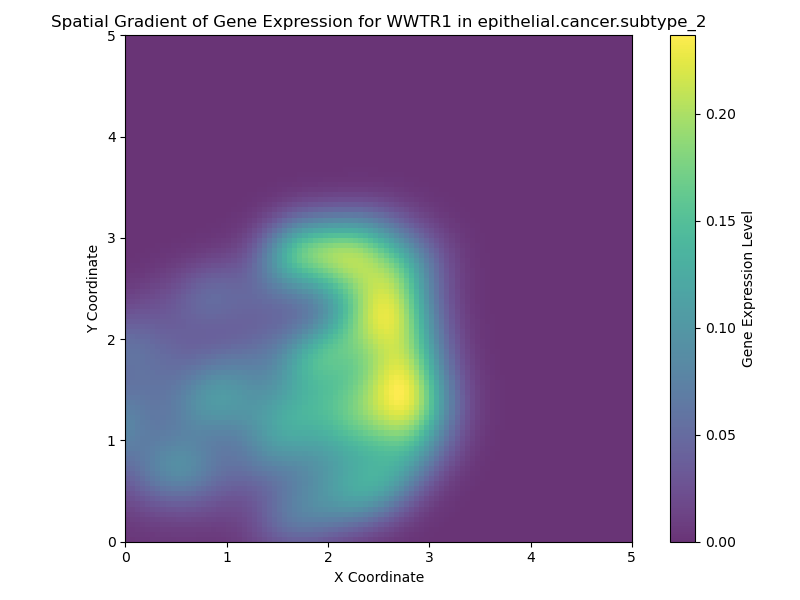 Spatial Gradient of Gene Expression for WWTR1 in epithelial.cancer.subtype_2
5
4
3
2
1
0
Y Coordinate
0 1 2 3 4 5
X Coordinate
0.20
0.15
0.10
0.05
0.00
Gene Expression Level